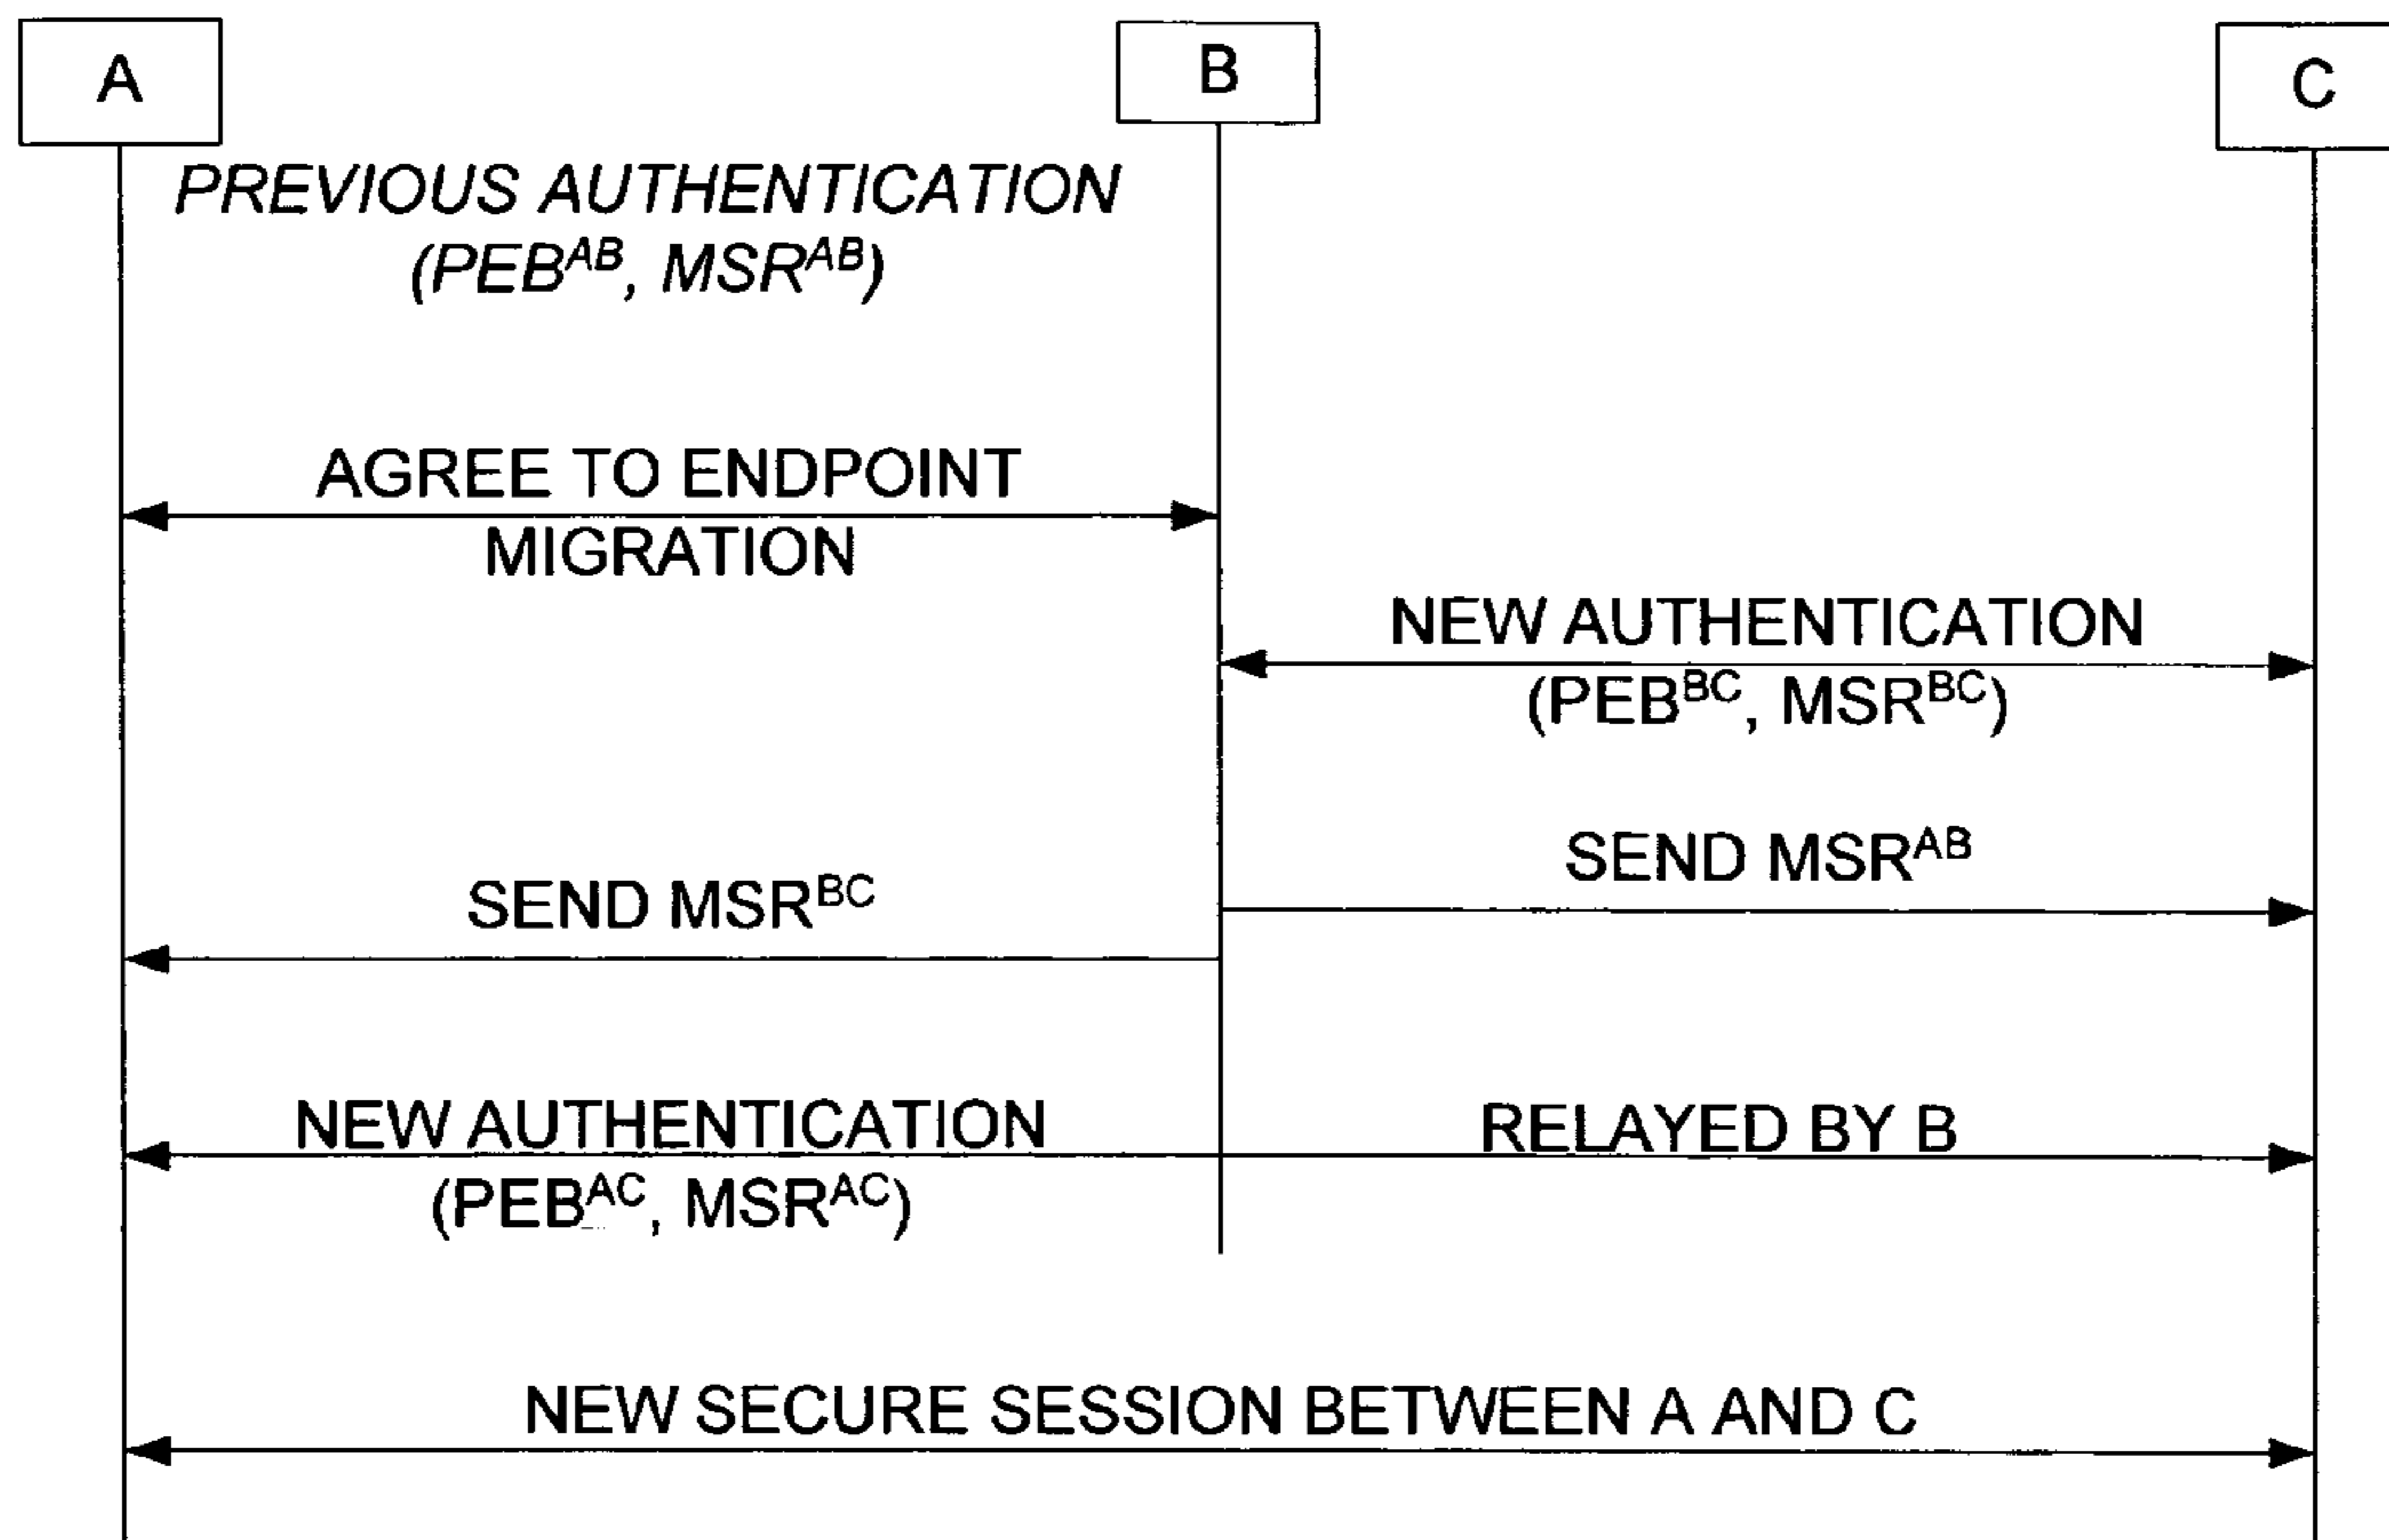 A
B
C
PREVIOUS AUTHENTICATION
(PEB^AB, MSR^AB)
AGREE TO ENDPOINT
MIGRATION
NEW AUTHENTICATION
(PEB^BC, MSR^BC)
SEND MSR^AB
SEND MSR^BC
NEW AUTHENTICATION
RELAYED BY B
(PEB^AC, MSR^AC)
NEW SECURE SESSION BETWEEN A AND C